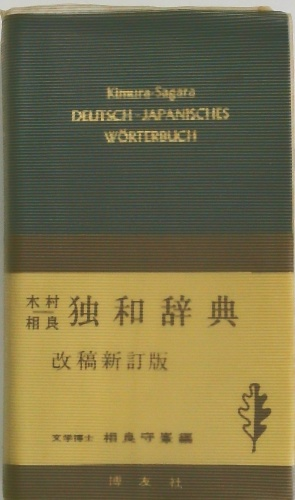 Kimura-Sagara
DEUTSCH-JAPANISCHES
WÖRTERBUCH
木村
相良
独和辞典
改稿新訂版
文学博士 相良守峯編
博友社